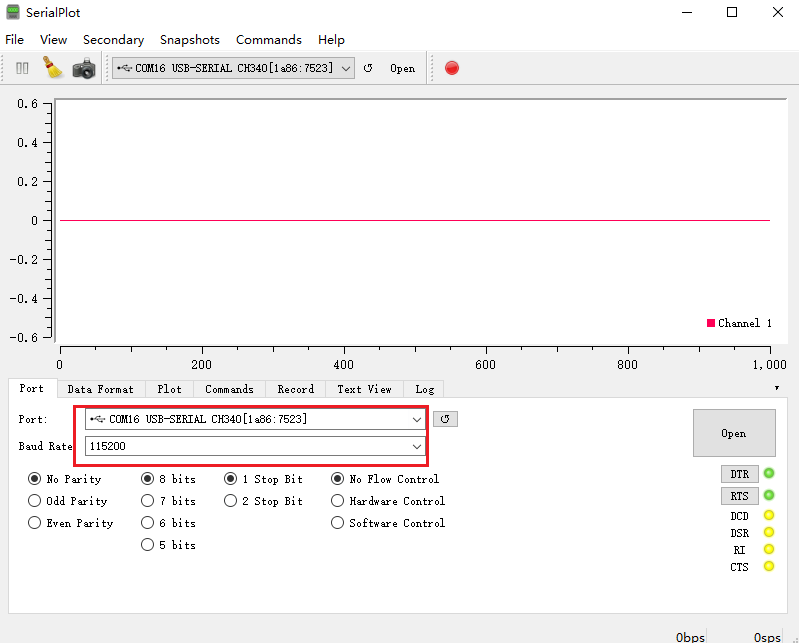 SerialPlot
File View Secondary Snapshots Commands Help
COM16 USB-SERIAL CH340[1a86:7523] Open
0.6
0.4
0.2
0
-0.2
-0.4
-0.6
Channel 1
0 200 400 600 800 1,000
Port Data Format Plot Commands Record Text View Log
Port: COM16 USB-SERIAL CH340[1a86:7523]
Open
Baud Rate 115200
No Parity 8 bits 1 Stop Bit No Flow Control
DTR
Odd Parity 7 bits 2 Stop Bit Hardware Control
RTS
Even Parity 6 bits Software Control
DCD
DSR
5 bits
RI
CTS
0bps 0sps